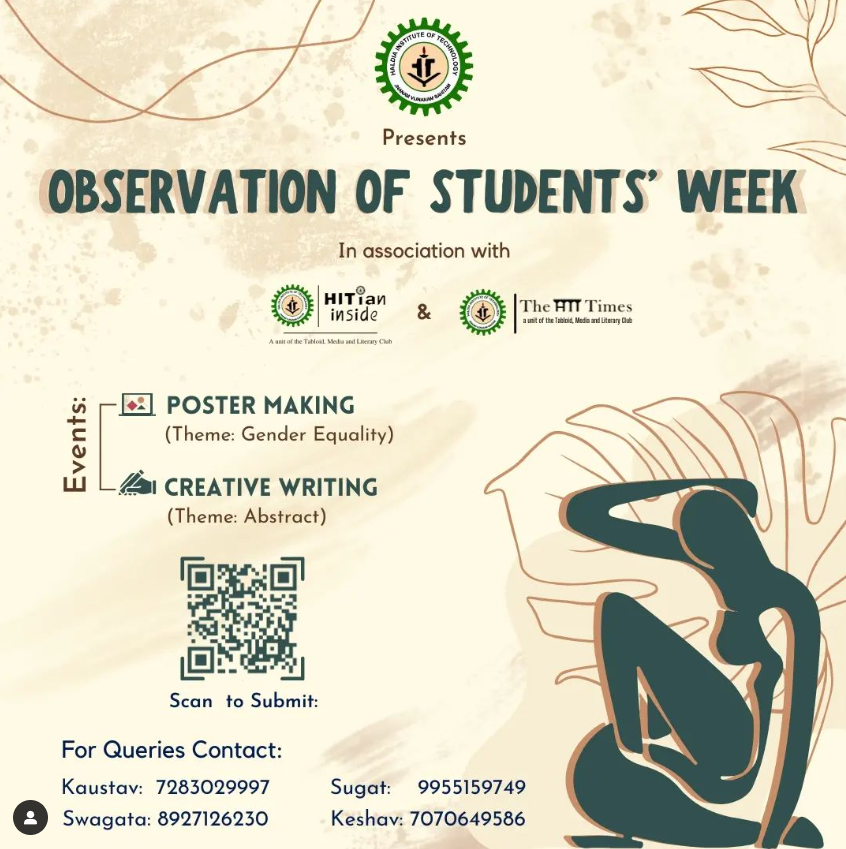 HALDIA INSTITUTE OF TECHNOLOGY
Presents
OBSERVATION OF STUDENTS' WEEK
In association with
HITian
inside
A unit of the Tabloid, Media and Literary Club
&
The माता Times
a unit of the Tabloid, Media and Literary Club
Events:
POSTER MAKING
(Theme: Gender Equality)
CREATIVE WRITING
(Theme: Abstract)
Scan to Submit:
For Queries Contact:
Kaustav: 7283029997 Sugat: 9955159749
Swagata: 8927126230 Keshav: 7070649586